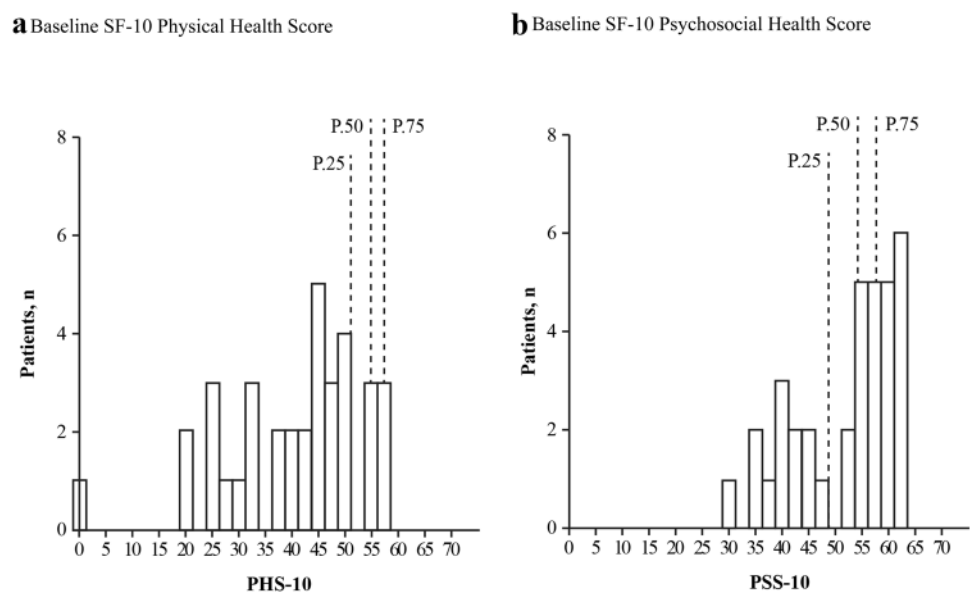 a Baseline SF-10 Physical Health Score
P.50
P.75
P.25
8
6
4
2
0
Patients, n
0 5 10 15 20 25 30 35 40 45 50 55 60 65 70
PHS-10
b Baseline SF-10 Psychosocial Health Score
P.50
P.75
P.25
8
6
4
2
0
Patients, n
0 5 10 15 20 25 30 35 40 45 50 55 60 65 70
PSS-10